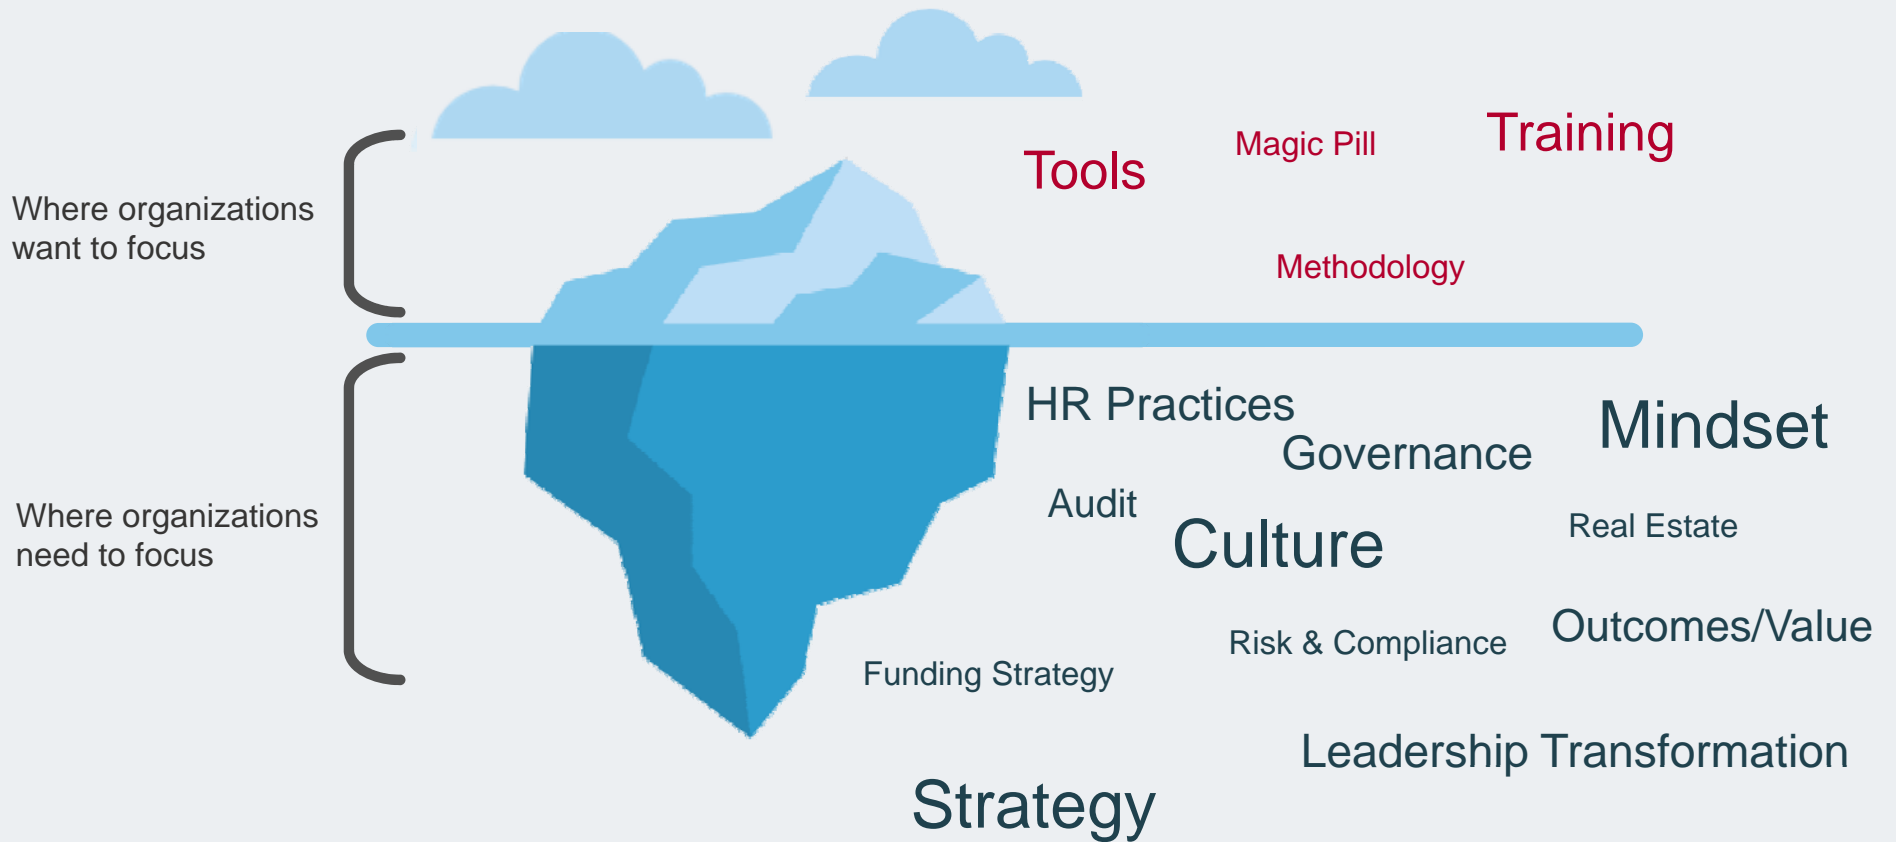 Training
Magic Pill
Tools
Where organizations
want to focus
Methodology
HR Practices
Mindset
Governance
Audit
Real Estate
Where organizations
need to focus
Culture
Outcomes/Value
Risk & Compliance
Funding Strategy
Leadership Transformation
Strategy